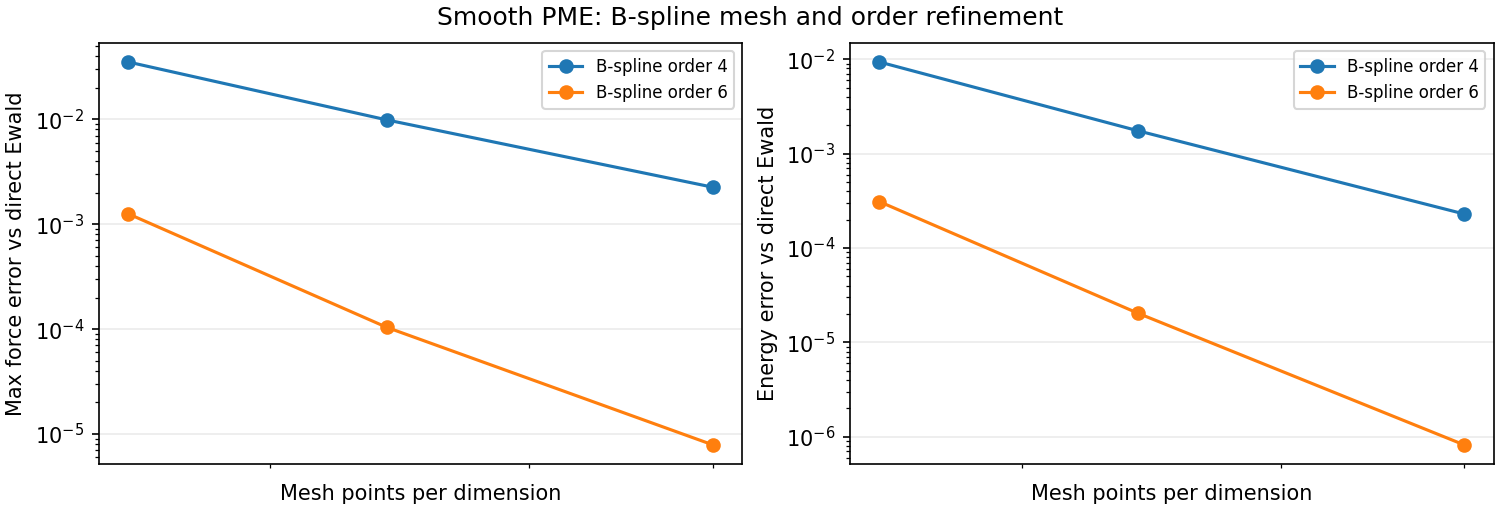 Smooth PME: B-spline mesh and order refinement
Max force error vs direct Ewald
10⁻²
10⁻³
10⁻⁴
10⁻⁵
B-spline order 4
B-spline order 6
Mesh points per dimension
Energy error vs direct Ewald
10⁻²
10⁻³
10⁻⁴
10⁻⁵
10⁻⁶
B-spline order 4
B-spline order 6
Mesh points per dimension